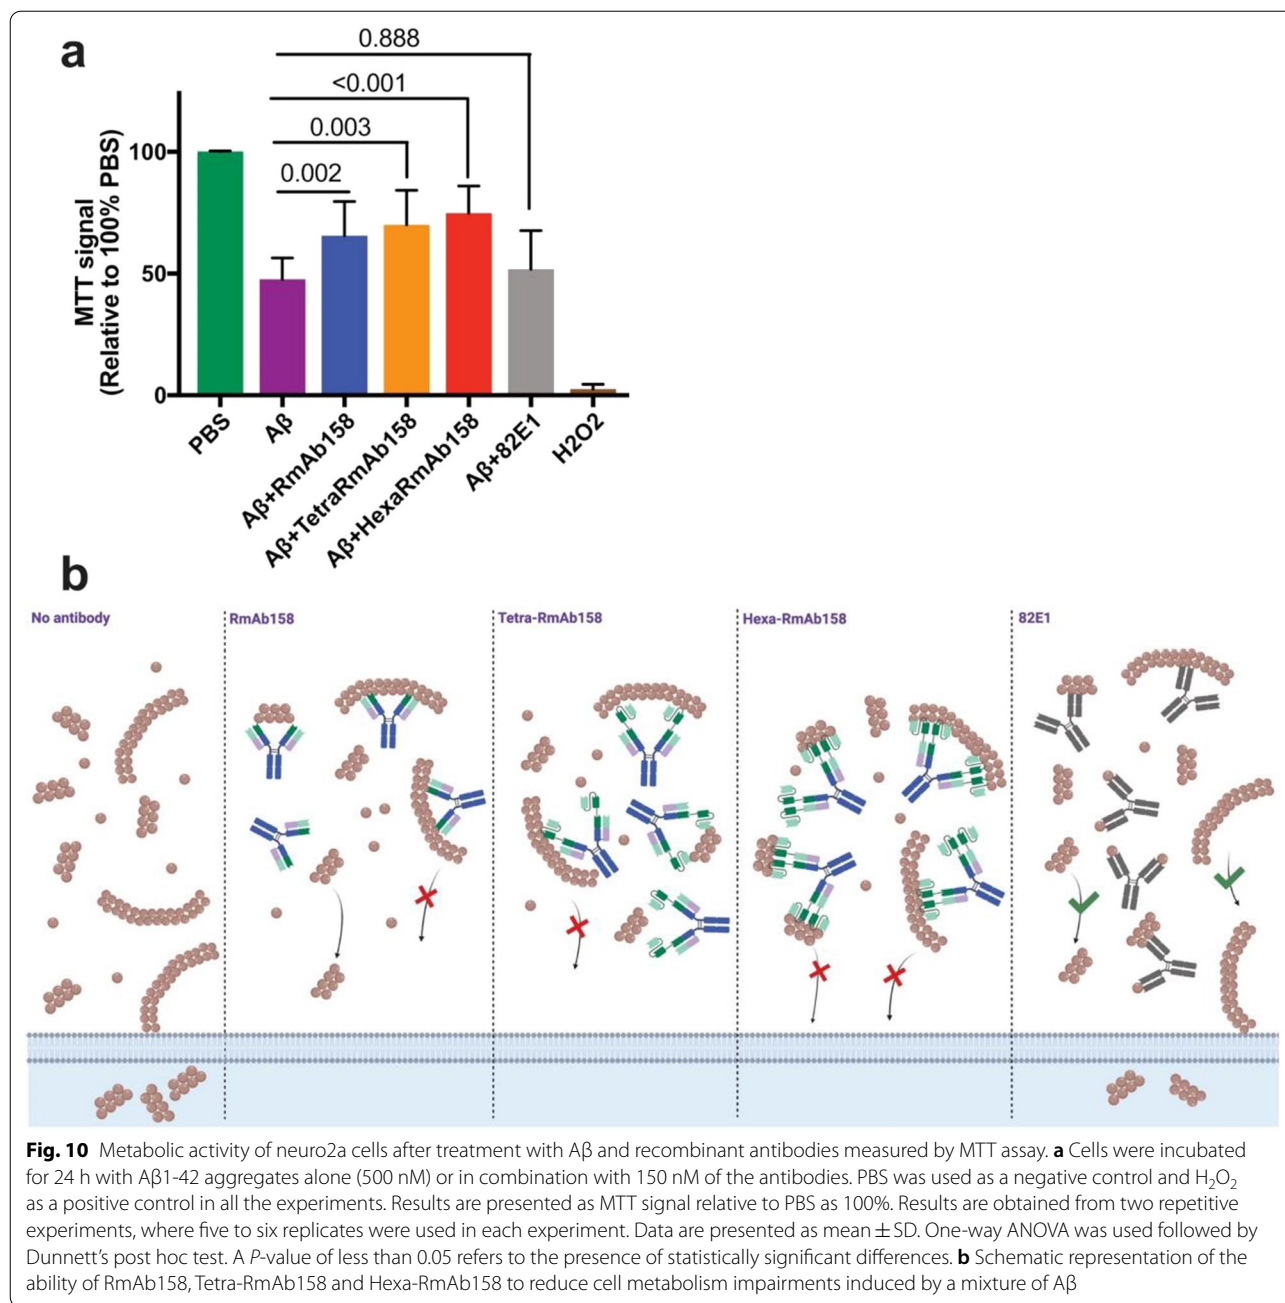 a
0.888
<0.001
0.003
0.002
MTT signal
(Relative to 100% PBS)
100
50
0
PBS
Aβ
Aβ+RmAb158
Aβ+TetraRmAb158
Aβ+HexaRmAb158
Aβ+82E1
H2O2
b
No antibody
RmAb158
Tetra-RmAb158
Hexa-RmAb158
82E1
Fig. 10 Metabolic activity of neuro2a cells after treatment with Aβ and recombinant antibodies measured by MTT assay. a Cells were incubated
for 24 h with Aβ1-42 aggregates alone (500 nM) or in combination with 150 nM of the antibodies. PBS was used as a negative control and H₂O₂
as a positive control in all the experiments. Results are presented as MTT signal relative to PBS as 100%. Results are obtained from two repetitive
experiments, where five to six replicates were used in each experiment. Data are presented as mean ± SD. One-way ANOVA was used followed by
Dunnett's post hoc test. A P-value of less than 0.05 refers to the presence of statistically significant differences. b Schematic representation of the
ability of RmAb158, Tetra-RmAb158 and Hexa-RmAb158 to reduce cell metabolism impairments induced by a mixture of Aβ